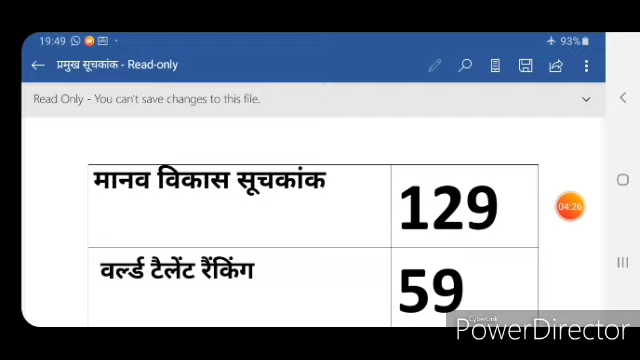 19:49 93%
प्रमुख सूचकांक - Read-only
Read Only - You can't save changes to this file.
मानव विकास सूचकांक 129
04:26
वर्ल्ड टैलेंट रैंकिंग 59
CyberLink
PowerDirector